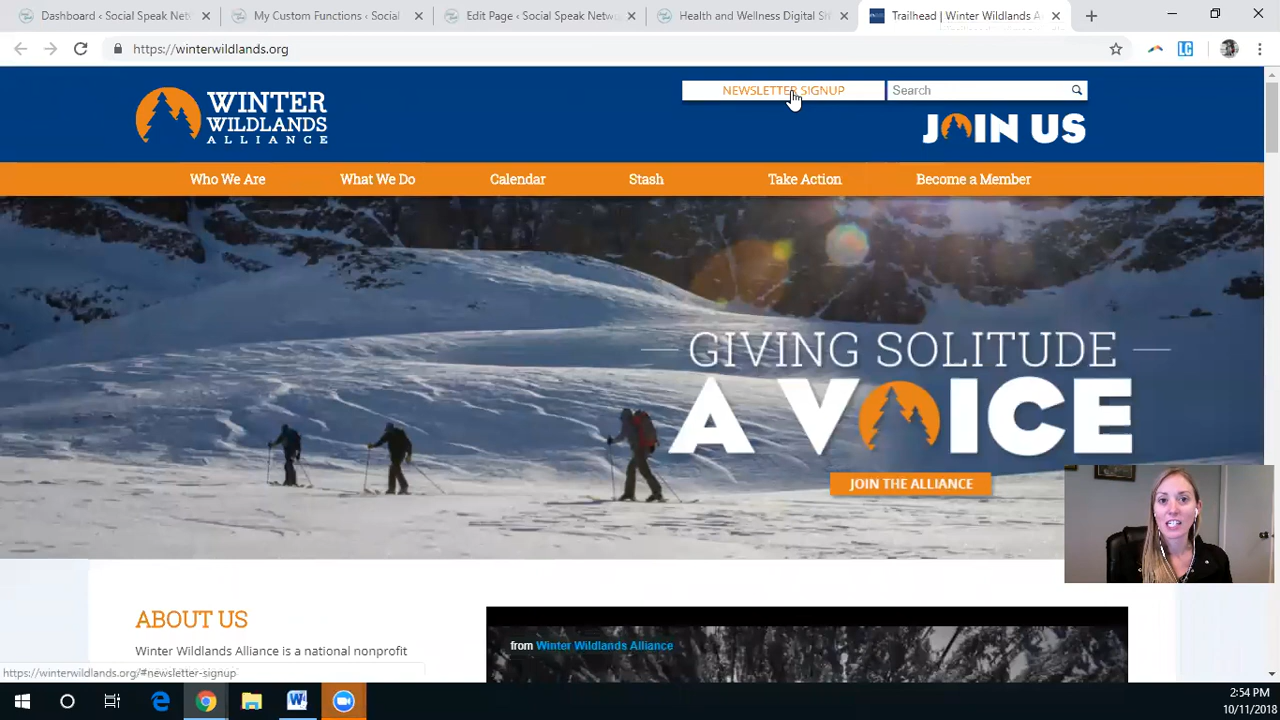 Dashboard ‹ Social Speak Net
My Custom Functions ‹ Social
Edit Page ‹ Social Speak Netw
Health and Wellness Digital St
Trailhead | Winter Wildlands A
https://winterwildlands.org
WINTER
WILDLANDS
ALLIANCE
NEWSLETTER SIGNUP
Search
JOIN US
Who We Are
What We Do
Calendar
Stash
Take Action
Become a Member
GIVING SOLITUDE
A VOICE
JOIN THE ALLIANCE
ABOUT US
Winter Wildlands Alliance is a national nonprofit
from Winter Wildlands Alliance
https://winterwildlands.org/#newsletter-signup
2:54 PM
10/11/2018